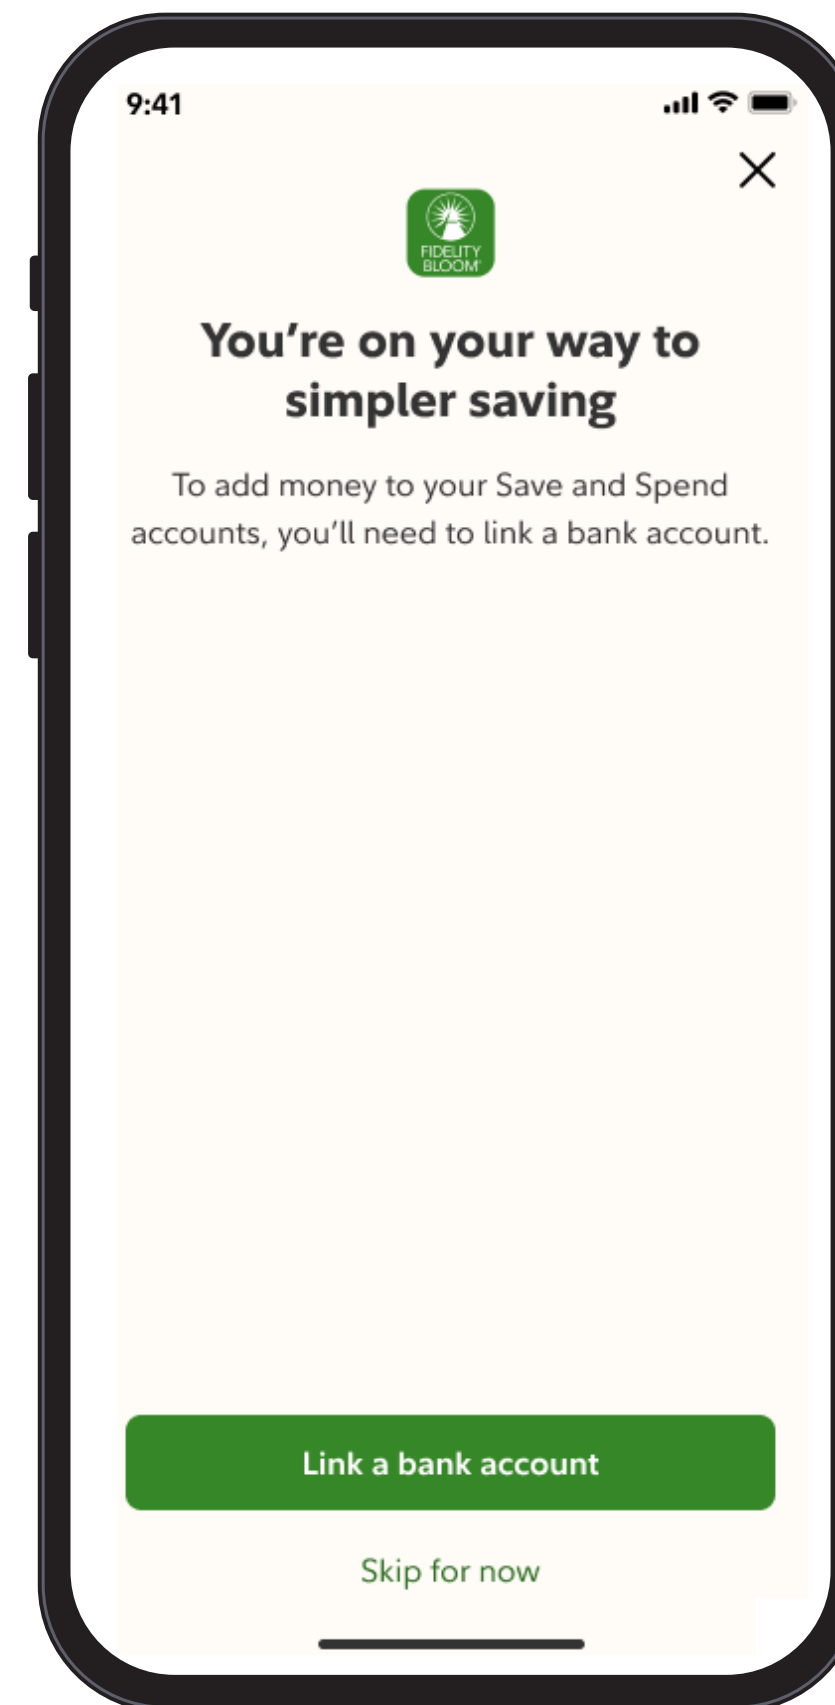 9:41
FIDELITY
BLOOM®
You’re on your way to
simpler saving
To add money to your Save and Spend
accounts, you’ll need to link a bank account.
Link a bank account
Skip for now